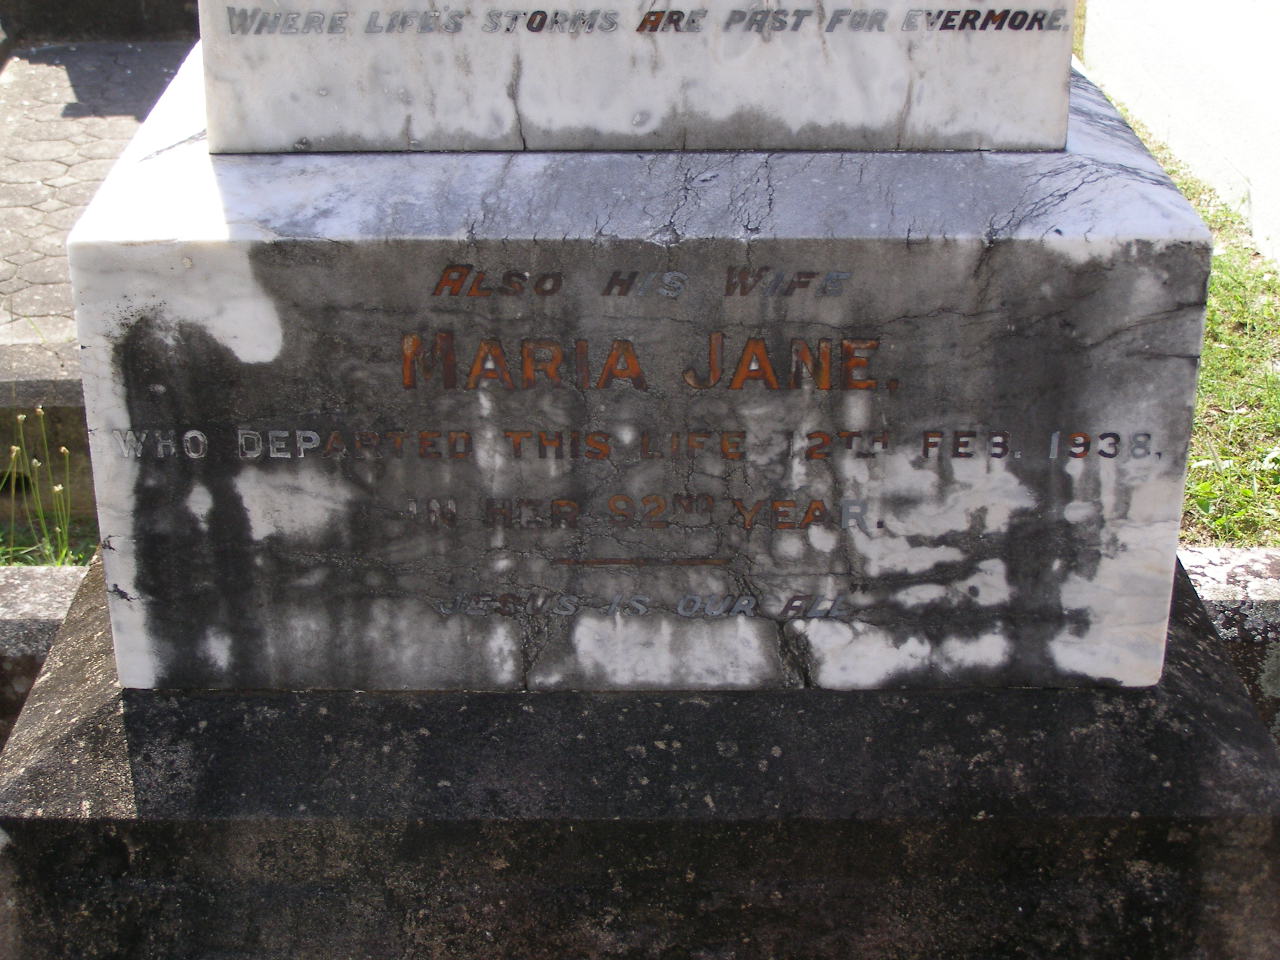 Where life's storms are past for evermore.
Also his wife
Maria Jane.
who departed this life 12th Feb. 1938,
in her 92nd year.
Jesus is our all.